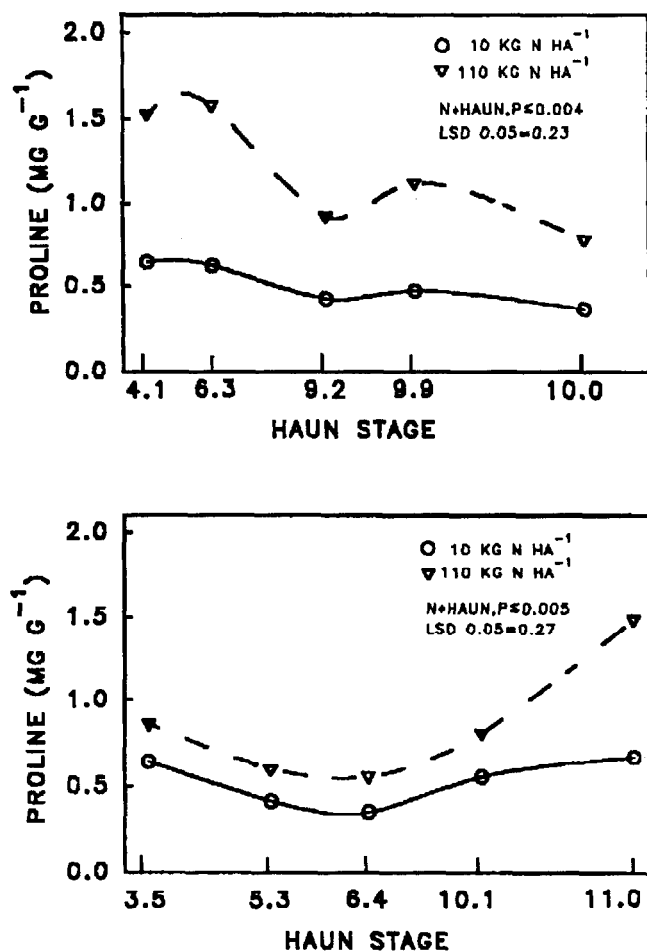 2.0
1.5
1.0
0.5
0.0
PROLINE (MG G⁻¹)
○ 10 KG N HA⁻¹
▽ 110 KG N HA⁻¹
N*HAUN,P≤0.004
LSD 0.05=0.23
4.1 6.3 9.2 9.9 10.0
HAUN STAGE
2.0
1.5
1.0
0.5
0.0
PROLINE (MG G⁻¹)
○ 10 KG N HA⁻¹
▽ 110 KG N HA⁻¹
N*HAUN,P≤0.005
LSD 0.05=0.27
3.5 5.3 6.4 10.1 11.0
HAUN STAGE